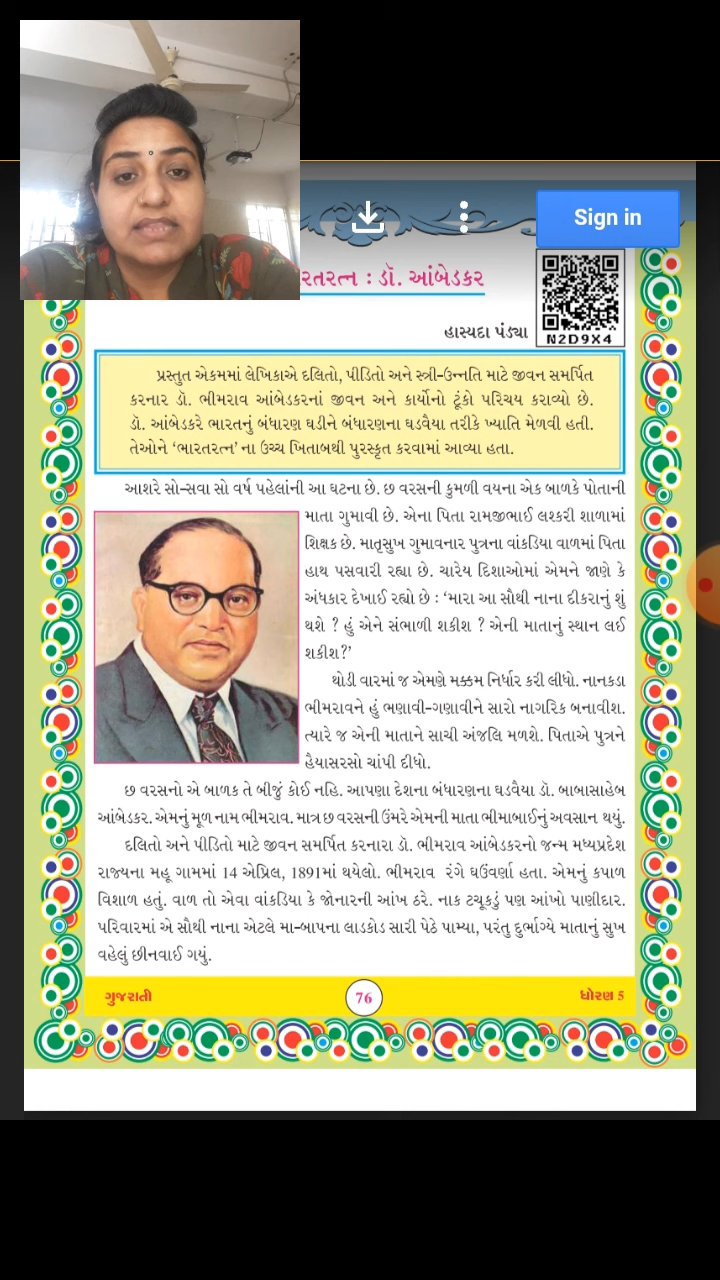 Sign in
રતરત્ન : ડૉ. આંબેડકર
N2D9X4
હાસ્યદા પંડ્યા
પ્રસ્તુત એકમમાં લેખિકાએ દલિતો, પીડિતો અને સ્ત્રી-ઉન્નતિ માટે જીવન સમર્પિત
કરનાર ડૉ. ભીમરાવ આંબેડકરનાં જીવન અને કાર્યોનો ટૂંકો પરિચય કરાવ્યો છે.
ડૉ. આંબેડકરે ભારતનું બંધારણ ઘડીને બંધારણના ઘડવૈયા તરીકે ખ્યાતિ મેળવી હતી.
તેઓને ‘ભારતરત્ન’ ના ઉચ્ચ ખિતાબથી પુરસ્કૃત કરવામાં આવ્યા હતા.
આશરે સો-સવા સો વર્ષ પહેલાંની આ ઘટના છે. છ વરસની કુમળી વયના એક બાળકે પોતાની
માતા ગુમાવી છે. એના પિતા રામજીભાઈ લશ્કરી શાળામાં
શિક્ષક છે. માતૃસુખ ગુમાવનાર પુત્રના વાંકડિયા વાળમાં પિતા
હાથ પસવારી રહ્યા છે. ચારેય દિશાઓમાં એમને જાણે કે
અંધકાર દેખાઈ રહ્યો છે : ‘મારા આ સૌથી નાના દીકરાનું શું
થશે ? હું એને સંભાળી શકીશ ? એની માતાનું સ્થાન લઈ
શકીશ?’
થોડી વારમાં જ એમણે મક્કમ નિર્ધાર કરી લીધો. નાનકડા
ભીમરાવને હું ભણાવી-ગણાવીને સારો નાગરિક બનાવીશ.
ત્યારે જ એની માતાને સાચી અંજલિ મળશે. પિતાએ પુત્રને
હૈયાસરસો ચાંપી દીધો.
છ વરસનો એ બાળક તે બીજું કોઈ નહિ. આપણા દેશના બંધારણના ઘડવૈયા ડૉ. બાબાસાહેબ
આંબેડકર. એમનું મૂળ નામ ભીમરાવ. માત્ર છ વરસની ઉંમરે એમની માતા ભીમાબાઈનું અવસાન થયું.
દલિતો અને પીડિતો માટે જીવન સમર્પિત કરનારા ડૉ. ભીમરાવ આંબેડકરનો જન્મ મધ્યપ્રદેશ
રાજ્યના મહૂ ગામમાં 14 એપ્રિલ, 1891માં થયેલો. ભીમરાવ રંગે ઘઉંવર્ણા હતા. એમનું કપાળ
વિશાળ હતું. વાળ તો એવા વાંકડિયા કે જોનારની આંખ ઠરે. નાક ટચૂકડું પણ આંખો પાણીદાર.
પરિવારમાં એ સૌથી નાના એટલે મા-બાપના લાડકોડ સારી પેઠે પામ્યા, પરંતુ દુર્ભાગ્યે માતાનું સુખ
વહેલું છીનવાઈ ગયું.
ગુજરાતી
76
ધોરણ 5